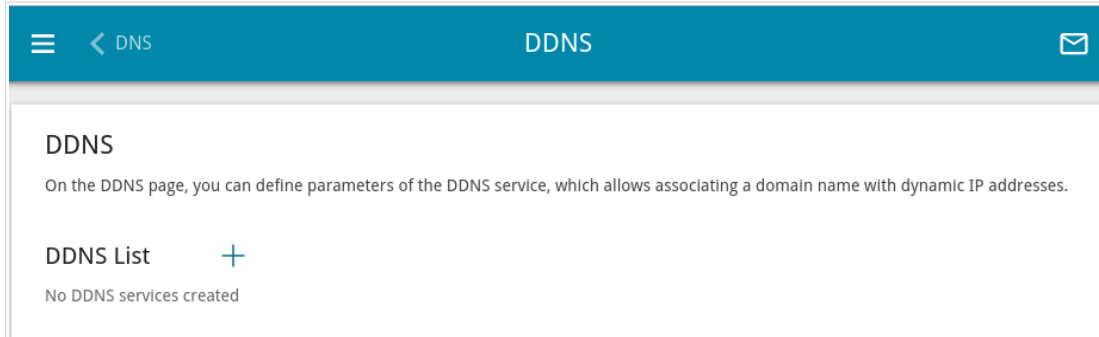 DNS
DDNS
DDNS
On the DDNS page, you can define parameters of the DDNS service, which allows associating a domain name with dynamic IP addresses.
DDNS List
No DDNS services created